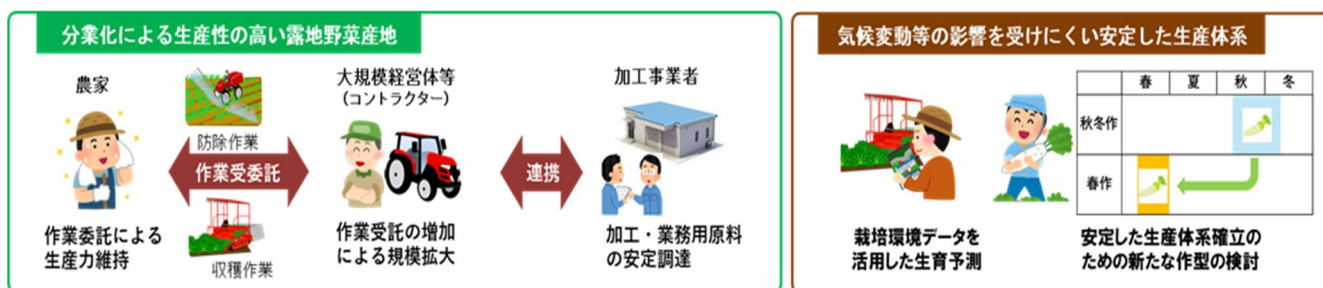 分業化による生産性の高い露地野菜産地
農家
防除作業
作業受委託
収穫作業
作業委託による
生産力維持
大規模経営体等
(コントラクター)
作業受託の増加
による規模拡大
連携
加工事業者
加工・業務用原料
の安定調達
気候変動等の影響を受けにくい安定した生産体系
栽培環境データを
活用した生育予測
春 夏 秋 冬
秋冬作
春作
安定した生産体系確立の
ための新たな作型の検討